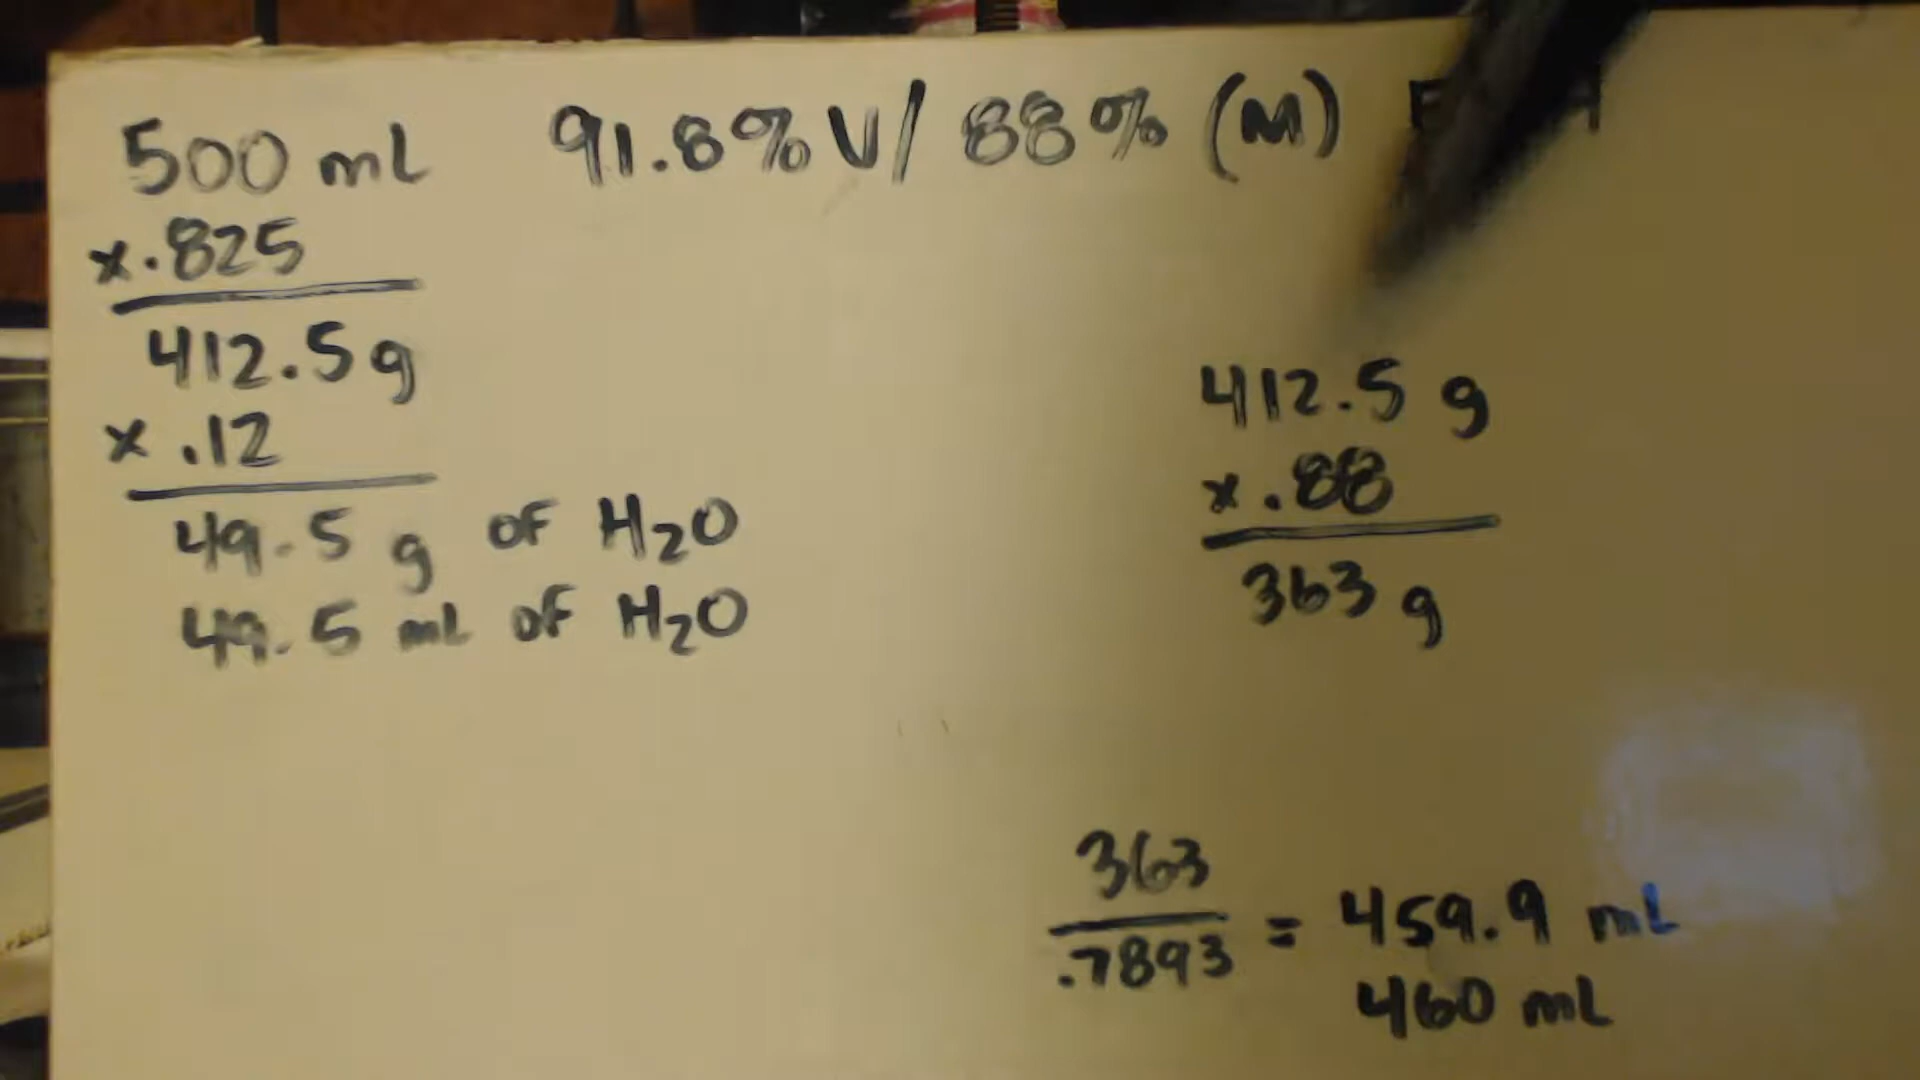 500 mL 91.8% V/ 88% (M)
x.825
412.5 g
x .12
49.5 g of H2O
49.5 mL of H2O
412.5 g
x .88
363 g
363
.7893 = 459.9 mL
460 mL